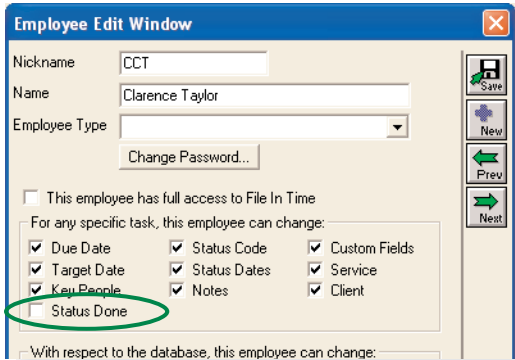 Employee Edit Window
Nickname CCT
Name Clarence Taylor
Employee Type
Change Password...
Save
New
Prev
Next
This employee has full access to File In Time
For any specific task, this employee can change:
Due Date Status Code Custom Fields
Target Date Status Dates Service
Key People Notes Client
Status Done
With respect to the database, this employee can change: